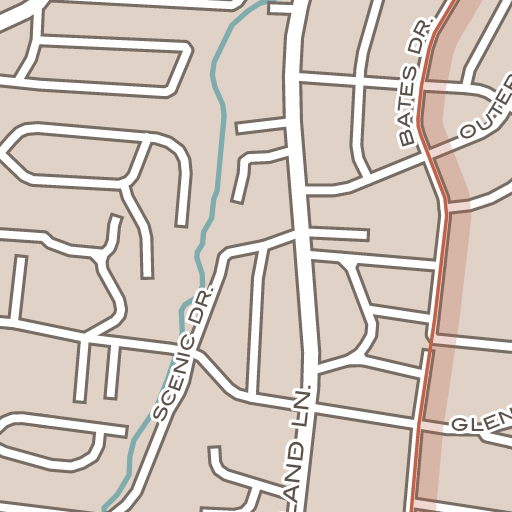 BATES DR.
OUTER
SCENIC DR.
AND LN.
GLEN